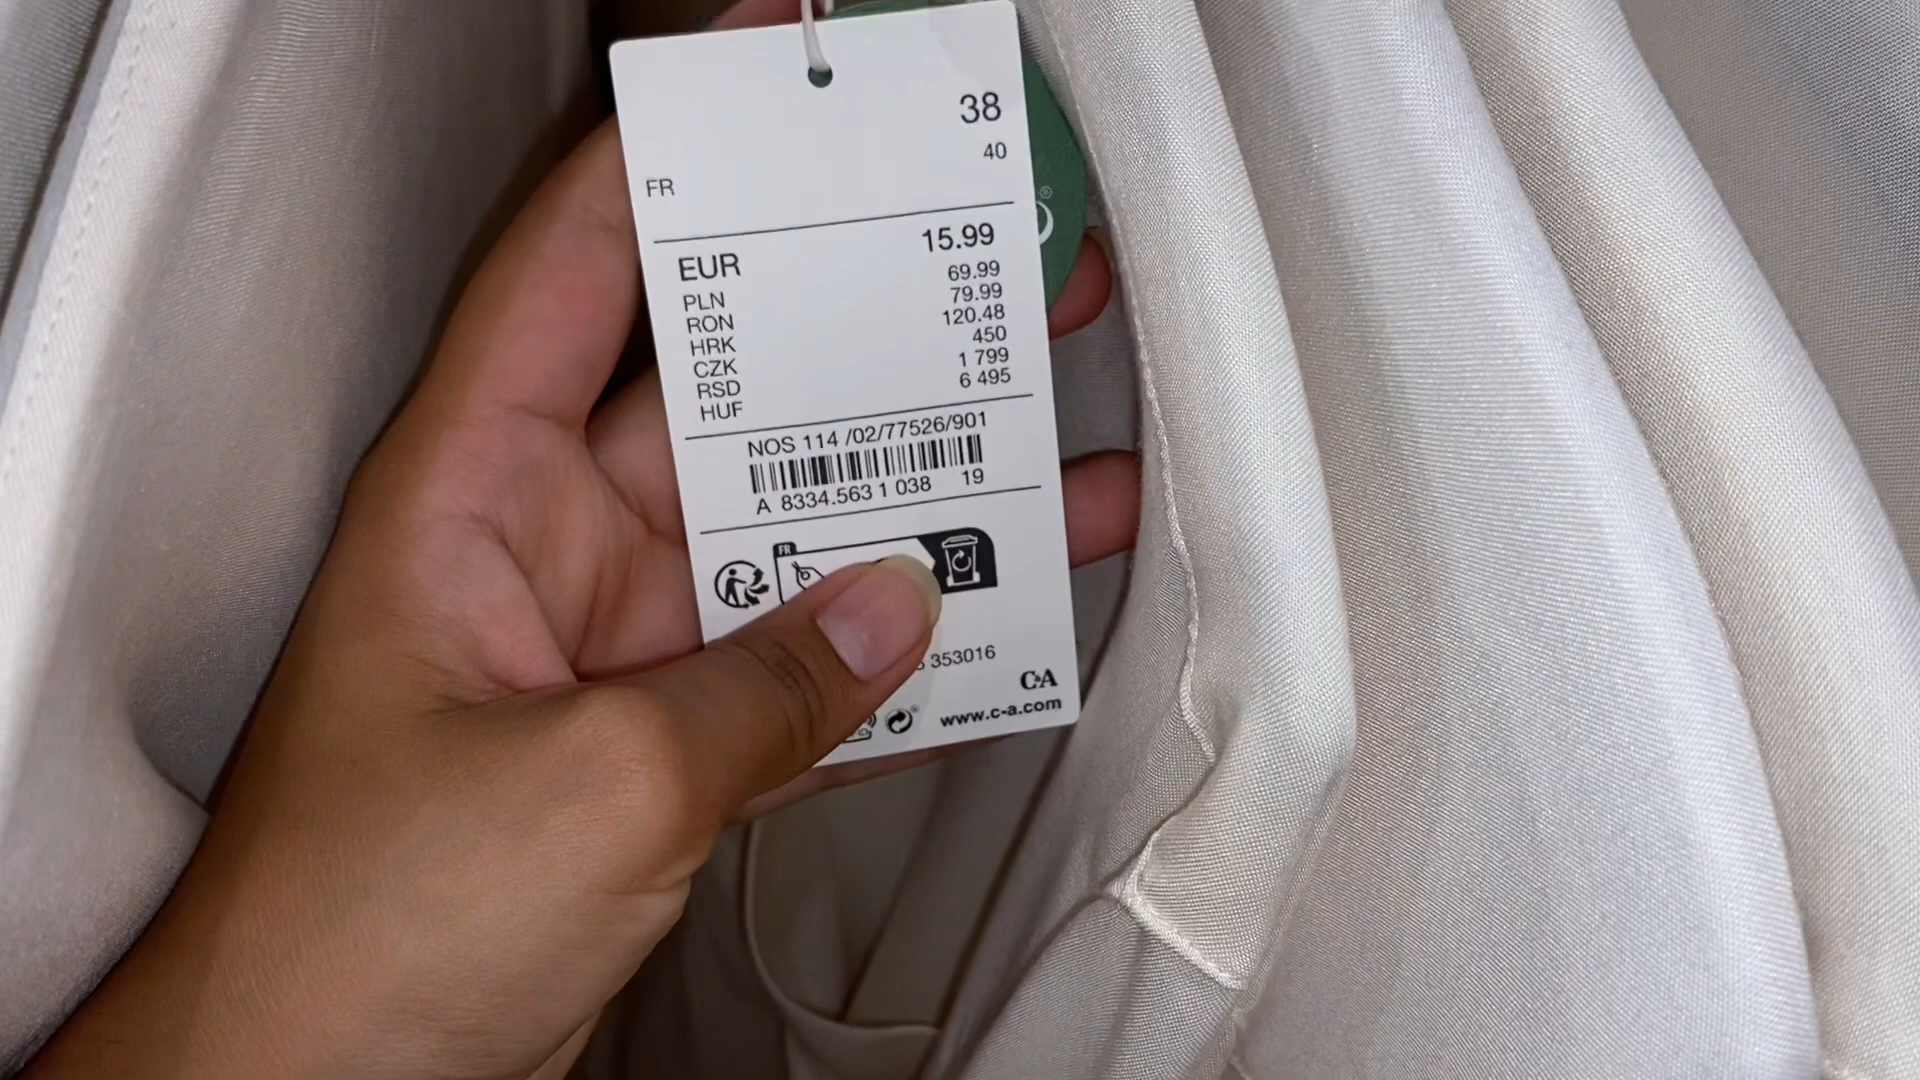 38
40
FR
EUR 15.99
PLN 69.99
RON 79.99
HRK 120.48
CZK 450
RSD 1 799
HUF 6 495
NOS 114 /02/77526/901
A 8334.563 1 038 19
FR
353016
C&A
www.c-a.com